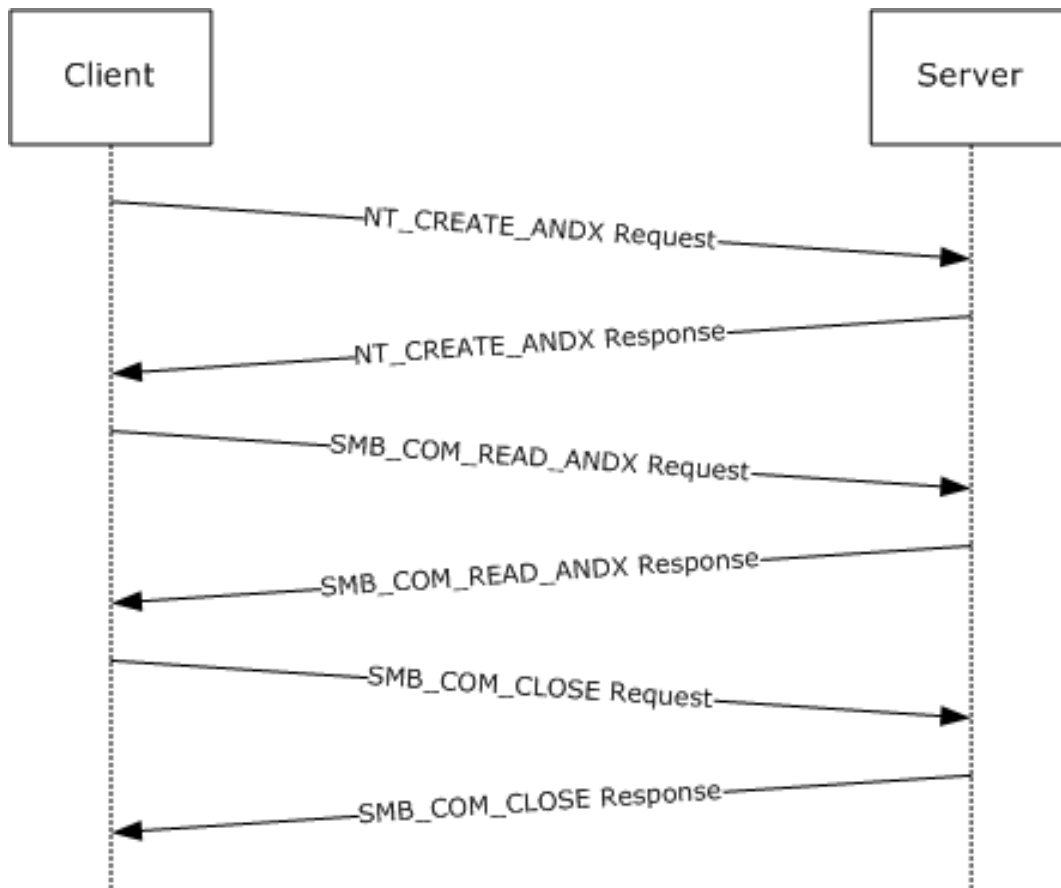 Client
Server
NT_CREATE_ANDX Request
NT_CREATE_ANDX Response
SMB_COM_READ_ANDX Request
SMB_COM_READ_ANDX Response
SMB_COM_CLOSE Request
SMB_COM_CLOSE Response